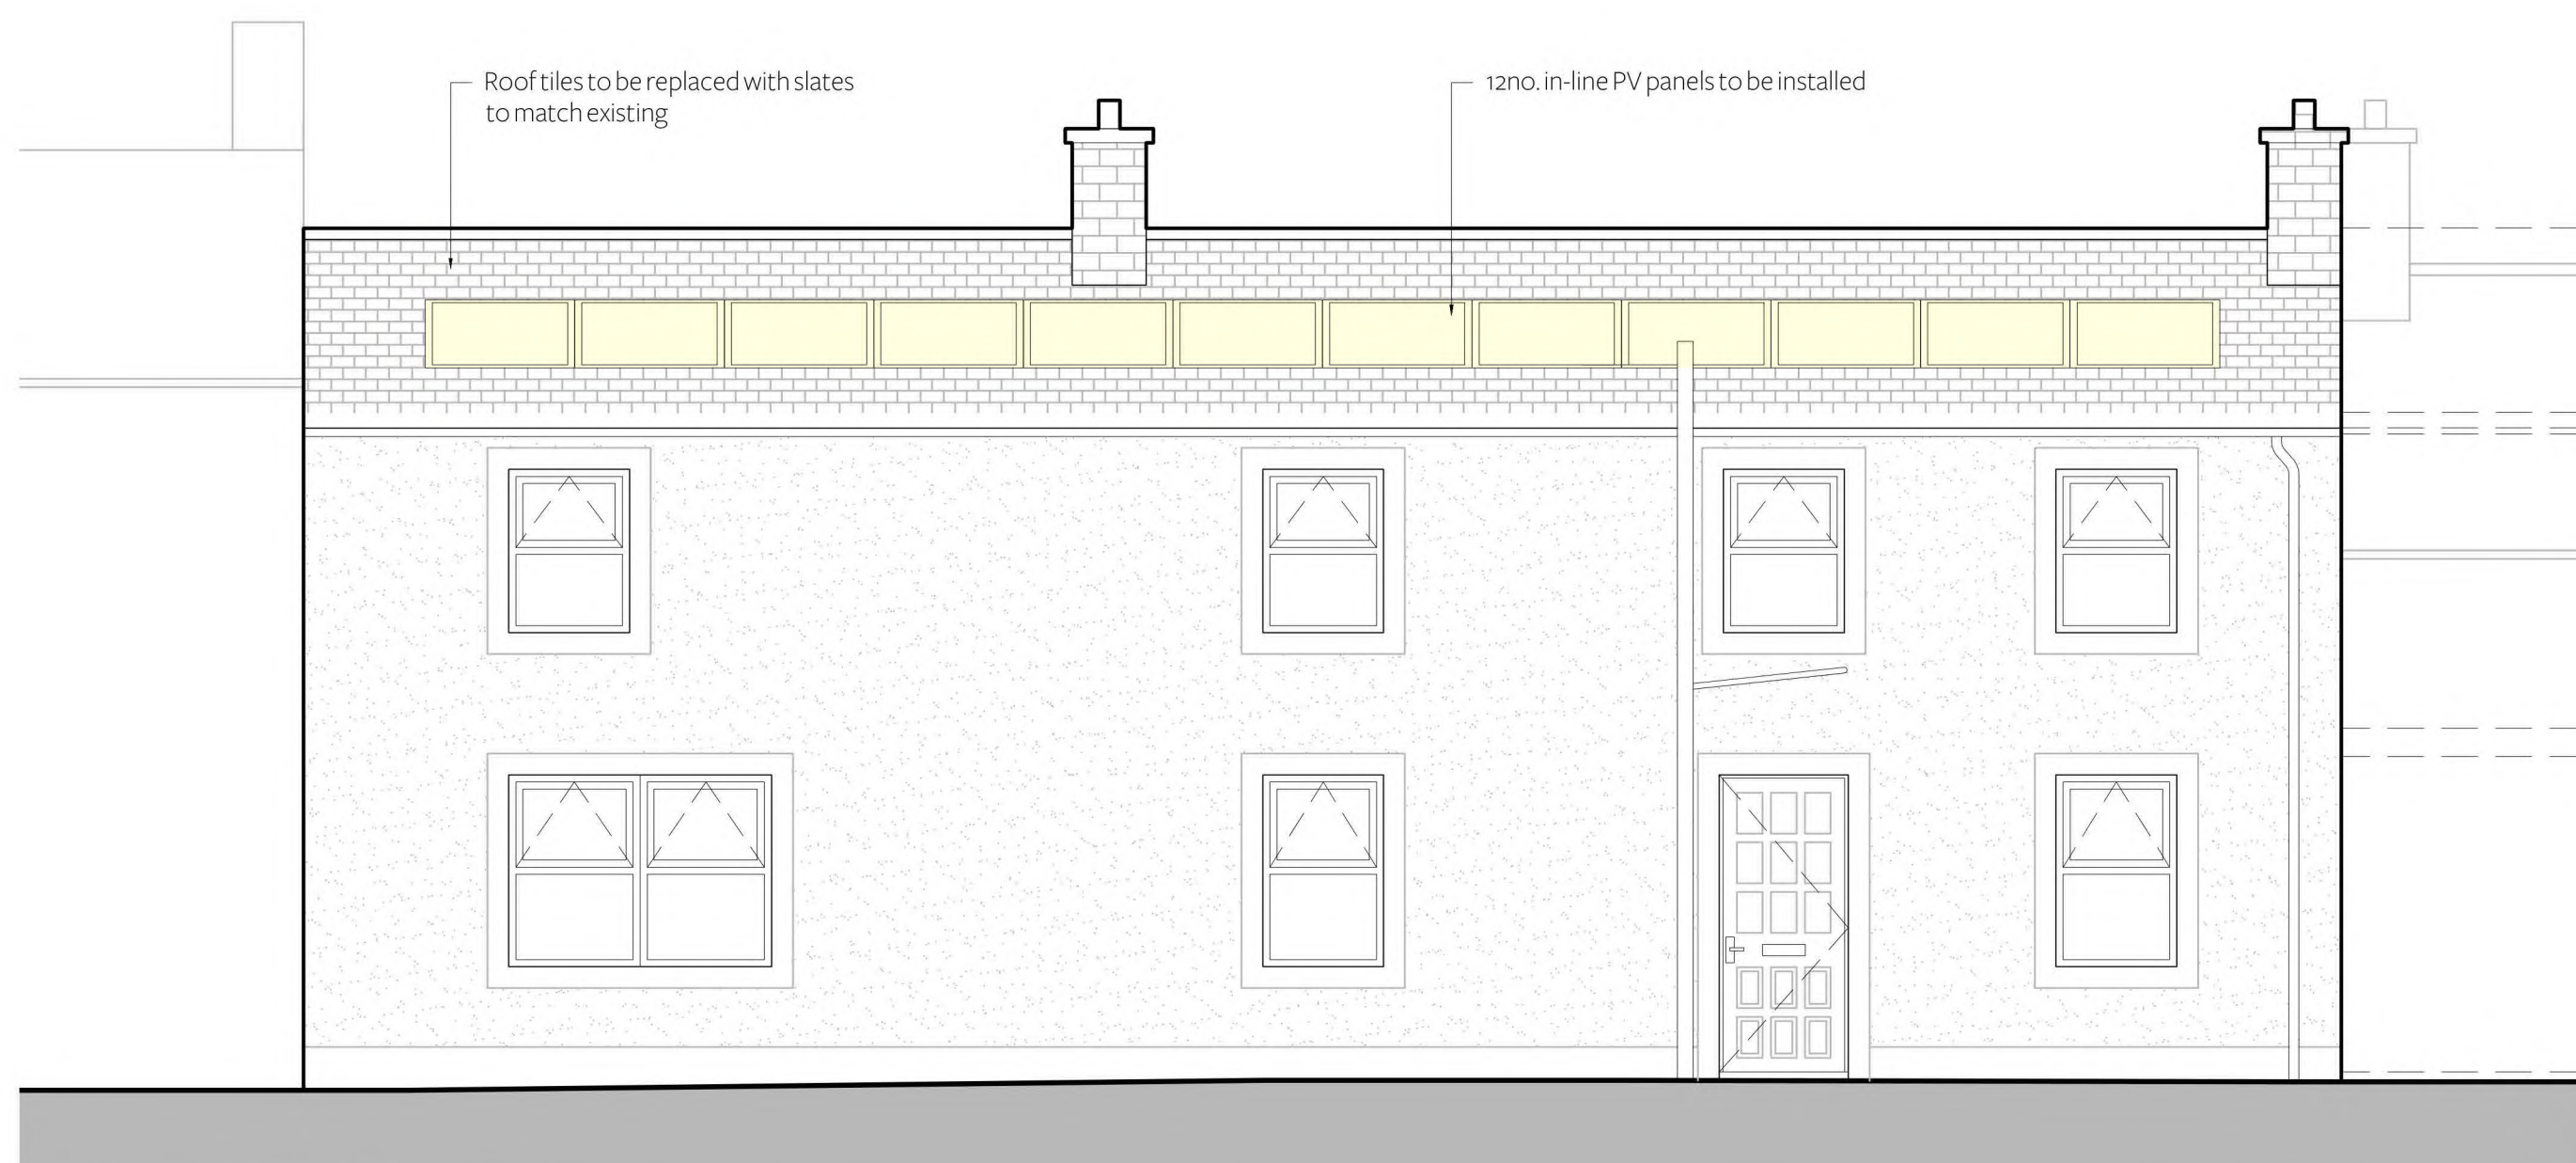 Roof tiles to be replaced with slates
to match existing
12no. in-line PV panels to be installed